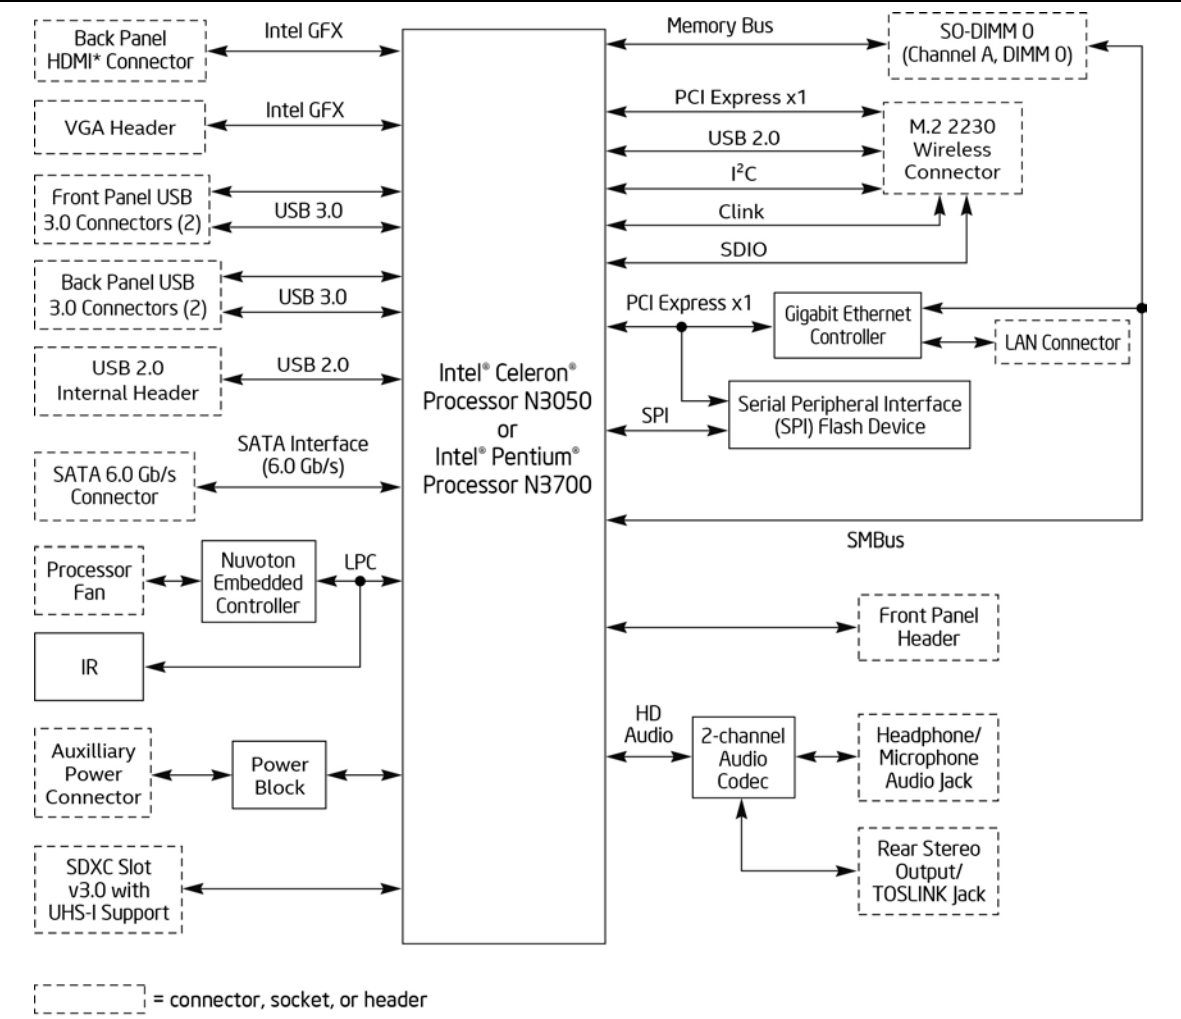 Back Panel
HDMI* Connector
Intel GFX
VGA Header
Intel GFX
Front Panel USB
3.0 Connectors (2)
USB 3.0
Back Panel USB
3.0 Connectors (2)
USB 3.0
USB 2.0
Internal Header
USB 2.0
SATA 6.0 Gb/s
Connector
SATA Interface
(6.0 Gb/s)
Processor
Fan
Nuvoton
Embedded
Controller
LPC
IR
Auxilliary
Power
Connector
Power
Block
SDXC Slot
v3.0 with
UHS-I Support
Intel® Celeron®
Processor N3050
or
Intel® Pentium®
Processor N3700
Memory Bus
SO-DIMM 0
(Channel A, DIMM 0)
PCI Express x1
USB 2.0
I²C
Clink
SDIO
M.2 2230
Wireless
Connector
PCI Express x1
Gigabit Ethernet
Controller
LAN Connector
SPI
Serial Peripheral Interface
(SPI) Flash Device
SMBus
Front Panel
Header
HD
Audio
2-channel
Audio
Codec
Headphone/
Microphone
Audio Jack
Rear Stereo
Output/
TOSLINK Jack
= connector, socket, or header